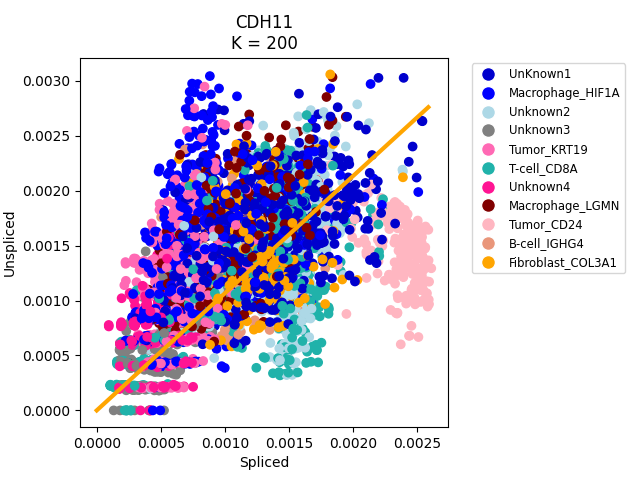 CDH11
K = 200
Unspliced
0.0030
0.0025
0.0020
0.0015
0.0010
0.0005
0.0000
0.0000 0.0005 0.0010 0.0015 0.0020 0.0025
Spliced
UnKnown1
Macrophage_HIF1A
Unknown2
Unknown3
Tumor_KRT19
T-cell_CD8A
Unknown4
Macrophage_LGMN
Tumor_CD24
B-cell_IGHG4
Fibroblast_COL3A1